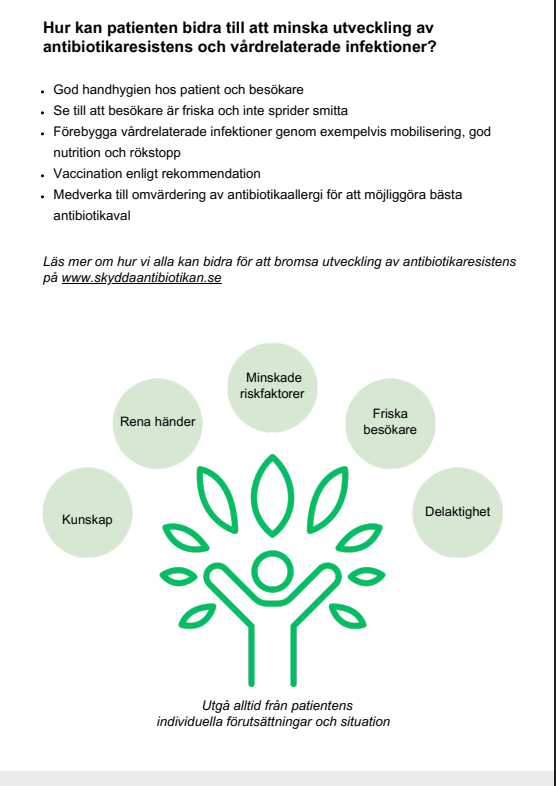 Hur kan patienten bidra till att minska utveckling av
antibiotikaresistens och vårdrelaterade infektioner?
• God handhygien hos patient och besökare
• Se till att besökare är friska och inte sprider smitta
• Förebygga vårdrelaterade infektioner genom exempelvis mobilisering, god
nutrition och rökstopp
• Vaccination enligt rekommendation
• Medverka till omvärdering av antibiotikaallergi för att möjliggöra bästa
antibiotikaval
Läs mer om hur vi alla kan bidra för att bromsa utveckling av antibiotikaresistens
på www.skyddaantibiotikan.se
Kunskap
Rena händer
Minskade
riskfaktorer
Friska
besökare
Delaktighet
Utgå alltid från patientens
individuella förutsättningar och situation